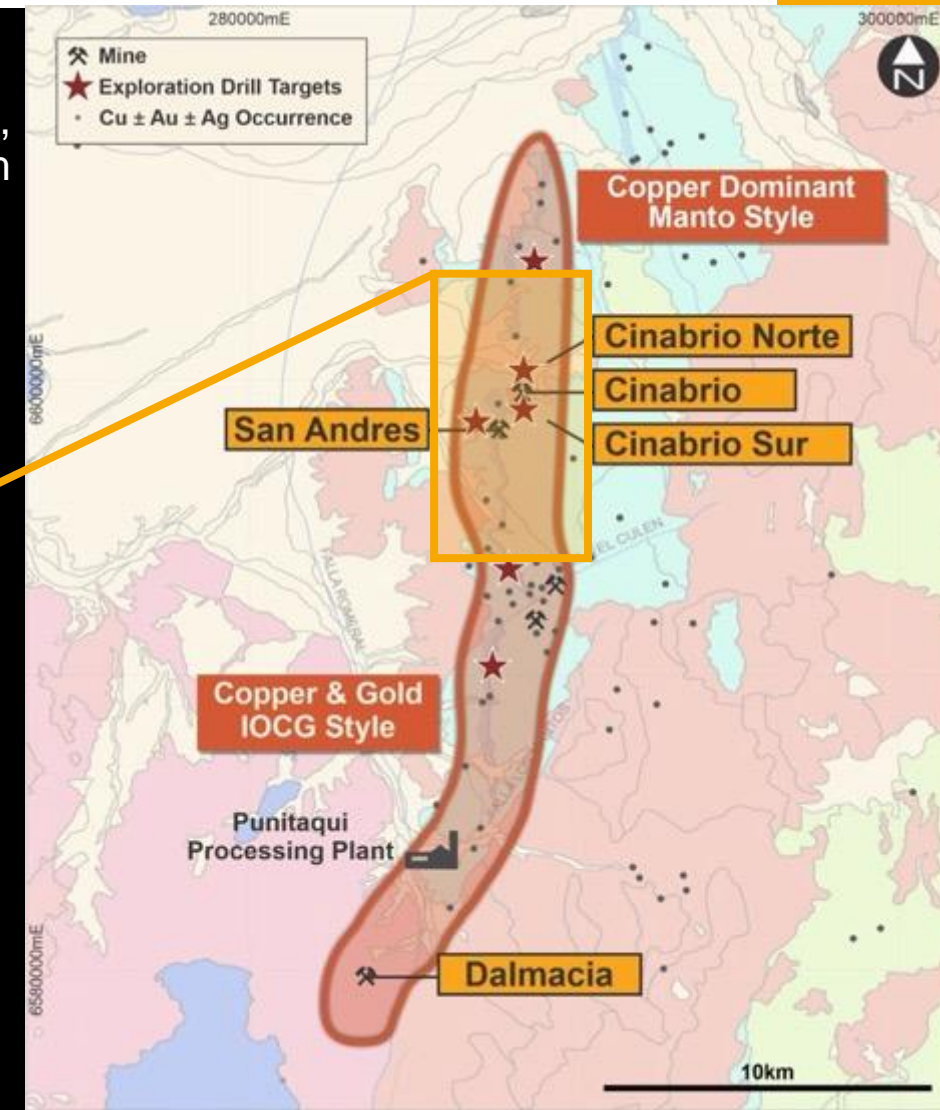 280000mE
300000mE
Mine
Exploration Drill Targets
Cu ± Au ± Ag Occurrence
N
,
n
Copper Dominant
Manto Style
6600000mE
Cinabrio Norte
Cinabrio
San Andres
Cinabrio Sur
EL CULEN
FALLA ROMERAL
Copper & Gold
IOCG Style
Punitaqui
Processing Plant
6580000mE
Dalmacia
10km